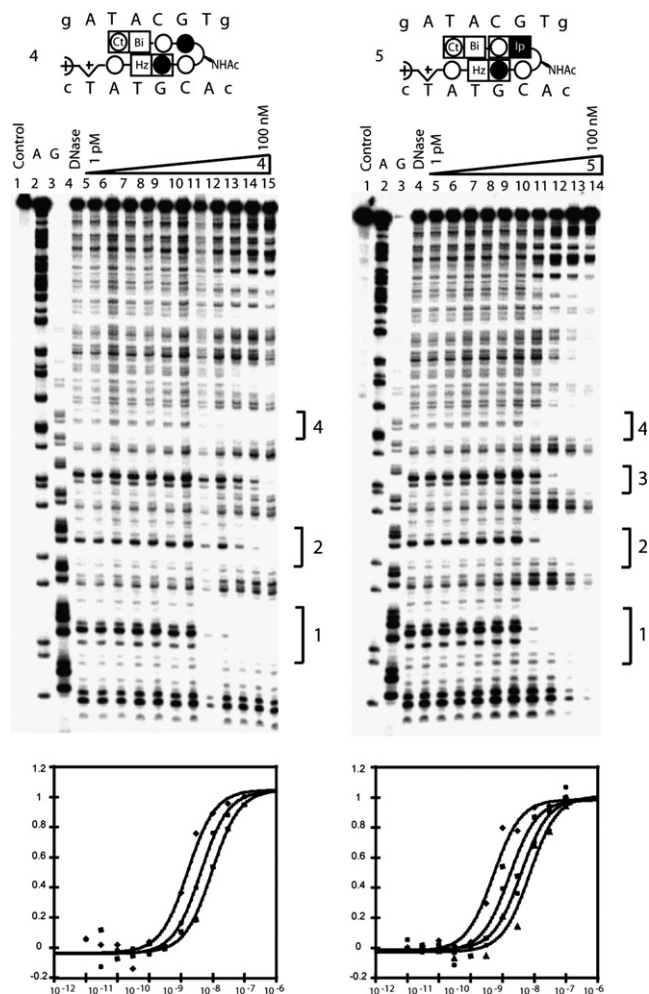 g A T A C G T g
Ct Bi
4
Hz
NHAc
c T A T G C A c
Control
A G
DNase
1 pM
100 nM
4
1 2 3 4 5 6 7 8 9 10 11 12 13 14 15
4
2
1
1.2
1
0.8
0.6
0.4
0.2
0
-0.2
10-12 10-11 10-10 10-9 10-8 10-7 10-6
g A T A C G T g
Ct Bi Ip
5
Hz
NHAc
c T A T G C A c
Control
A G
DNase
1 pM
100 nM
5
1 2 3 4 5 6 7 8 9 10 11 12 13 14
4
3
2
1
1.2
1
0.8
0.6
0.4
0.2
0
-0.2
10-12 10-11 10-10 10-9 10-8 10-7 10-6